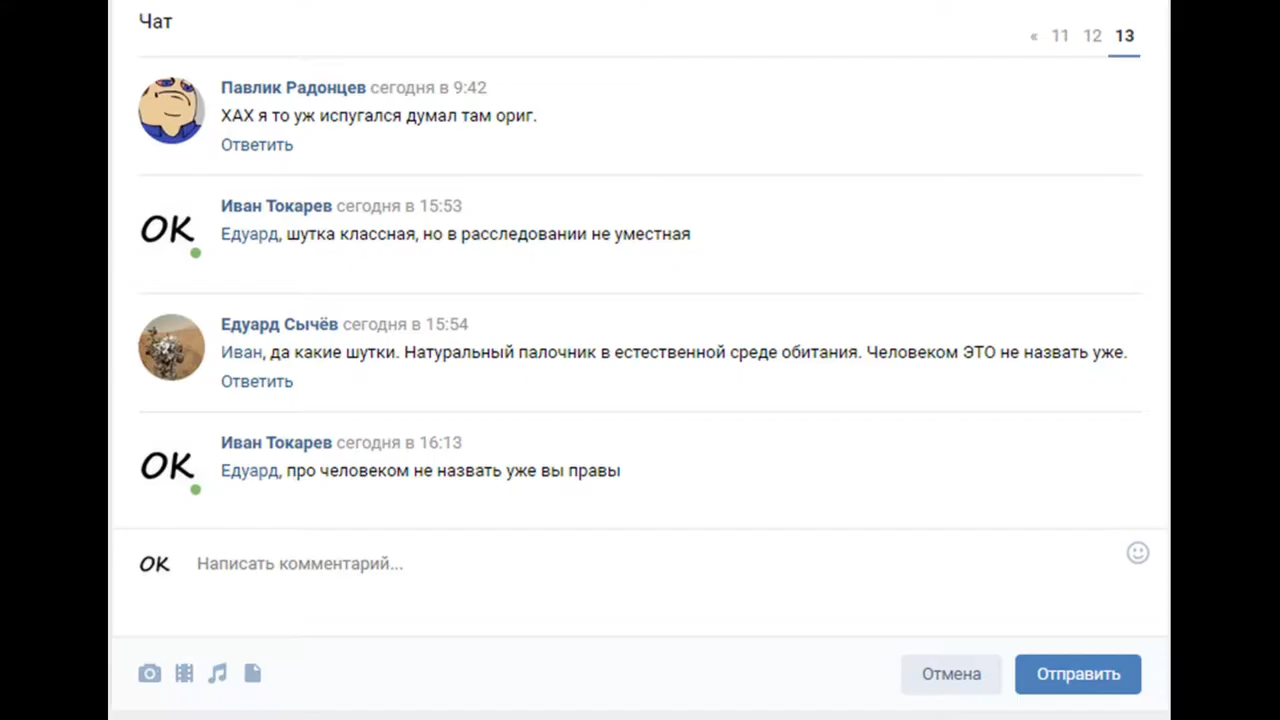 Чат
« 11 12 13
Павлик Радонцев сегодня в 9:42
ХАХ я то уж испугался думал там ориг.
Ответить
Иван Токарев сегодня в 15:53
OK
Едуард, шутка классная, но в расследовании не уместная
Едуард Сычёв сегодня в 15:54
Иван, да какие шутки. Натуральный палочник в естественной среде обитания. Человеком ЭТО не назвать уже.
Ответить
Иван Токарев сегодня в 16:13
OK
Едуард, про человеком не назвать уже вы правы
OK Написать комментарий...
Отмена Отправить